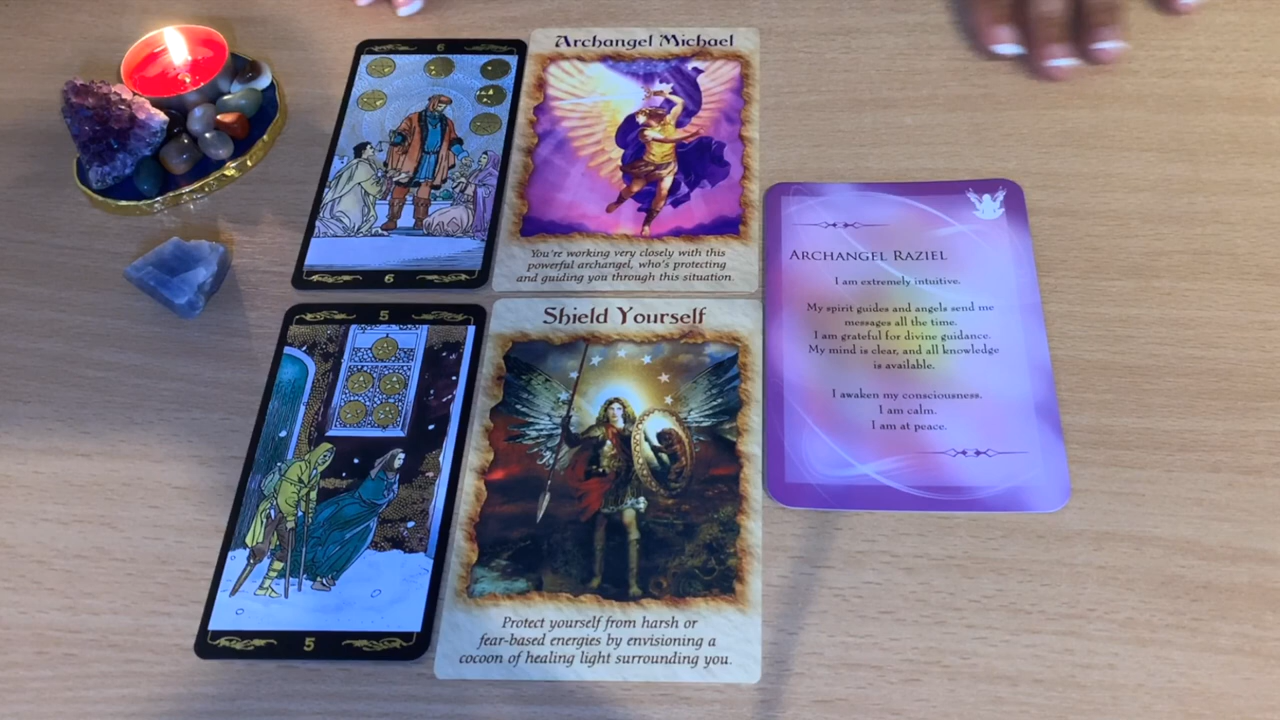 6
6
Archangel Michael
You're working very closely with this
powerful archangel, who's protecting
and guiding you through this situation.
5
5
Shield Yourself
Protect yourself from harsh or
fear-based energies by envisioning a
cocoon of healing light surrounding you.
Archangel Raziel
I am extremely intuitive.
My spirit guides and angels send me
messages all the time.
I am grateful for divine guidance.
My mind is clear, and all knowledge
is available.
I awaken my consciousness.
I am calm.
I am at peace.